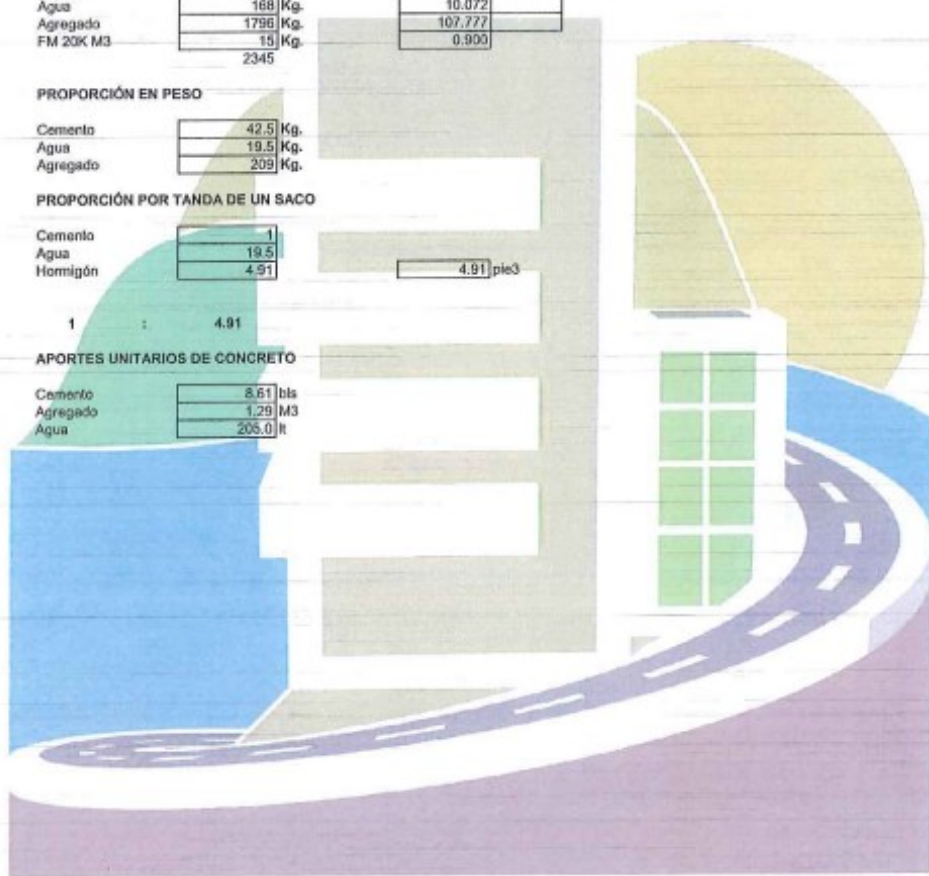 Agua 168 Kg. 10.072
Agregado 1796 Kg. 107.777
FM 20K M3 15 Kg. 0.900
2345
PROPORCIÓN EN PESO
Cemento 42.5 Kg.
Agua 19.5 Kg.
Agregado 209 Kg.
PROPORCIÓN POR TANDA DE UN SACO
Cemento 1
Agua 19.5
Hormigón 4.91 4.91 pie3
1 : 4.91
APORTES UNITARIOS DE CONCRETO
Cemento 8.61 bls
Agregado 1.29 M3
Agua 205.0 lt